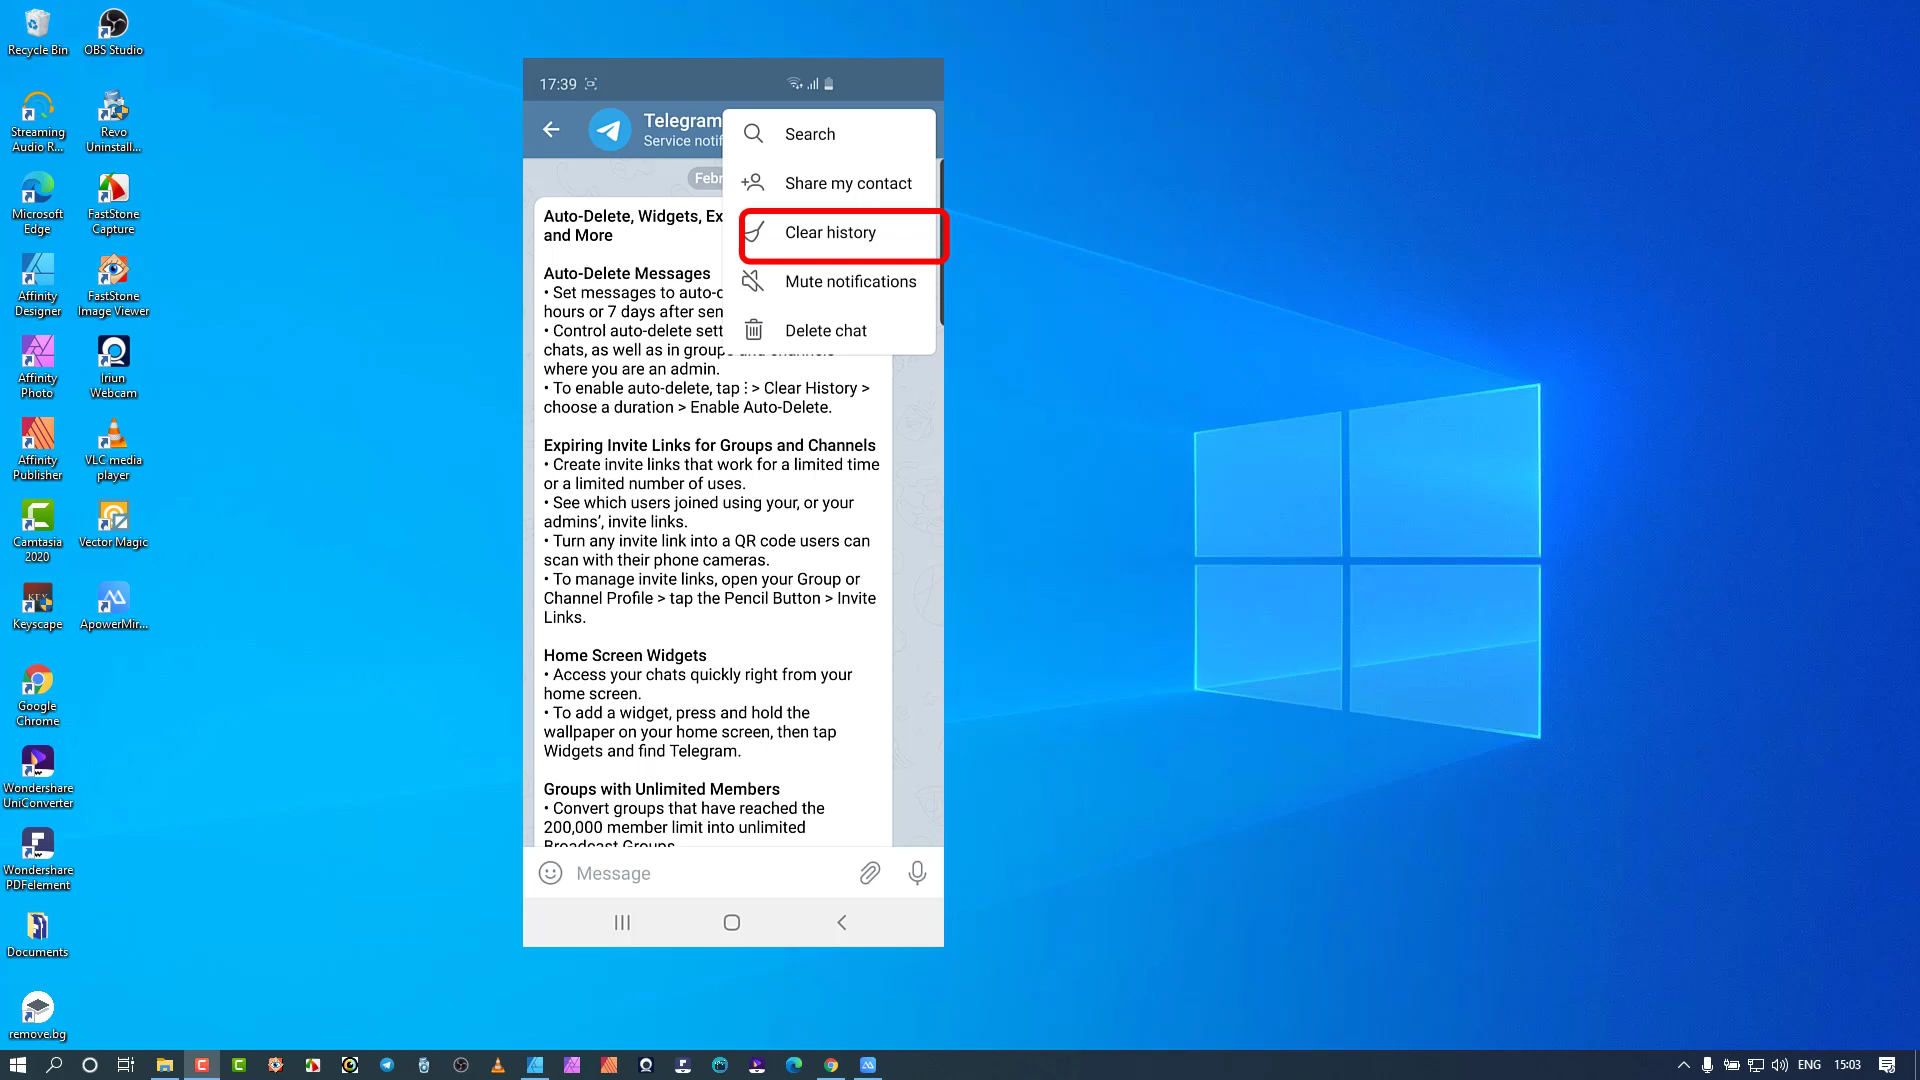 Recycle Bin
OBS Studio
Streaming
Audio R...
Revo
Uninstall...
Microsoft
Edge
FastStone
Capture
Affinity
Designer
FastStone
Image Viewer
Affinity
Photo
Iriun
Webcam
Affinity
Publisher
VLC media
player
Camtasia
2020
Vector Magic
Keyscape
ApowerMir...
Google
Chrome
Wondershare
UniConverter
Wondershare
PDFelement
Documents
remove.bg
17:39
Telegram
Service notif
Search
Share my contact
Clear history
Mute notifications
Delete chat
Febr
Auto-Delete, Widgets, Ex
and More
Auto-Delete Messages
• Set messages to auto-d
hours or 7 days after sen
• Control auto-delete sett
chats, as well as in groups and channels
where you are an admin.
• To enable auto-delete, tap ⋮ > Clear History >
choose a duration > Enable Auto-Delete.
Expiring Invite Links for Groups and Channels
• Create invite links that work for a limited time
or a limited number of uses.
• See which users joined using your, or your
admins’, invite links.
• Turn any invite link into a QR code users can
scan with their phone cameras.
• To manage invite links, open your Group or
Channel Profile > tap the Pencil Button > Invite
Links.
Home Screen Widgets
• Access your chats quickly right from your
home screen.
• To add a widget, press and hold the
wallpaper on your home screen, then tap
Widgets and find Telegram.
Groups with Unlimited Members
• Convert groups that have reached the
200,000 member limit into unlimited
Broadcast Groups
Message
ENG
15:03